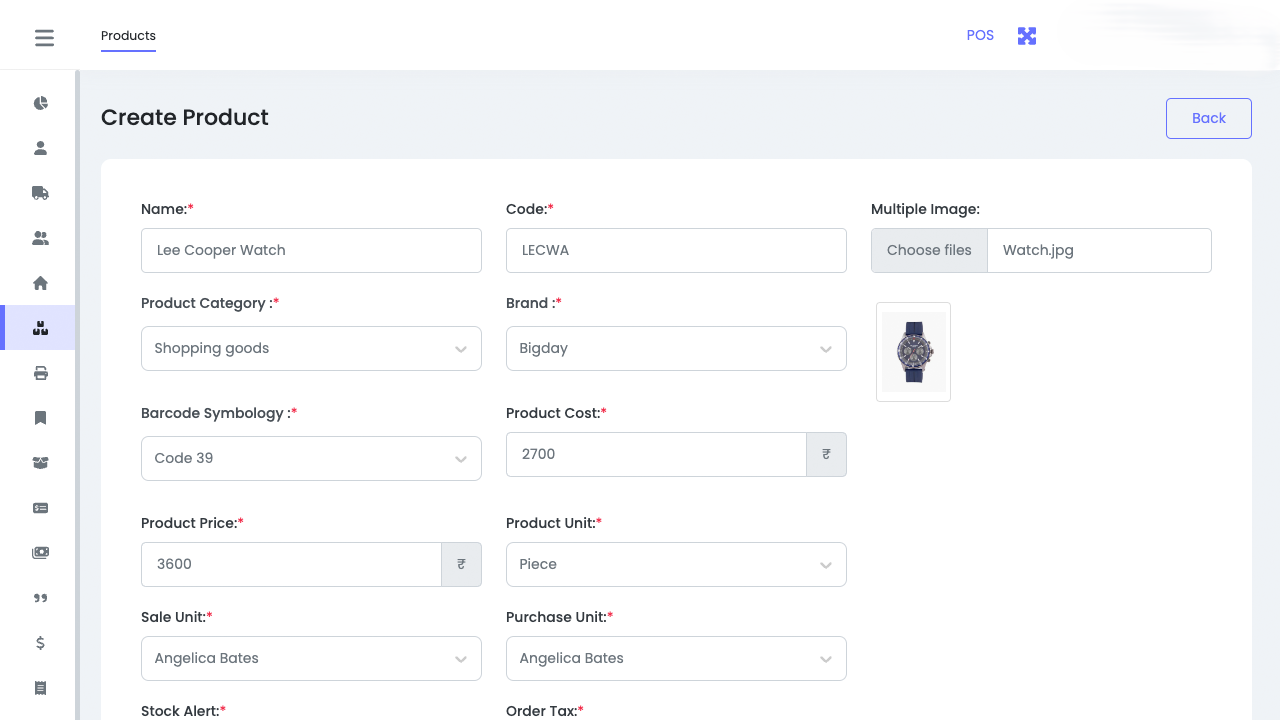 Products
POS
Create Product
Back
Name:*
Code:*
Multiple Image:
Lee Cooper Watch
LECWA
Choose files
Watch.jpg
Product Category :*
Brand :*
Shopping goods
Bigday
Barcode Symbology :*
Product Cost:*
Code 39
2700
₹
Product Price:*
Product Unit:*
3600
₹
Piece
Sale Unit:*
Purchase Unit:*
Angelica Bates
Angelica Bates
Stock Alert:*
Order Tax:*